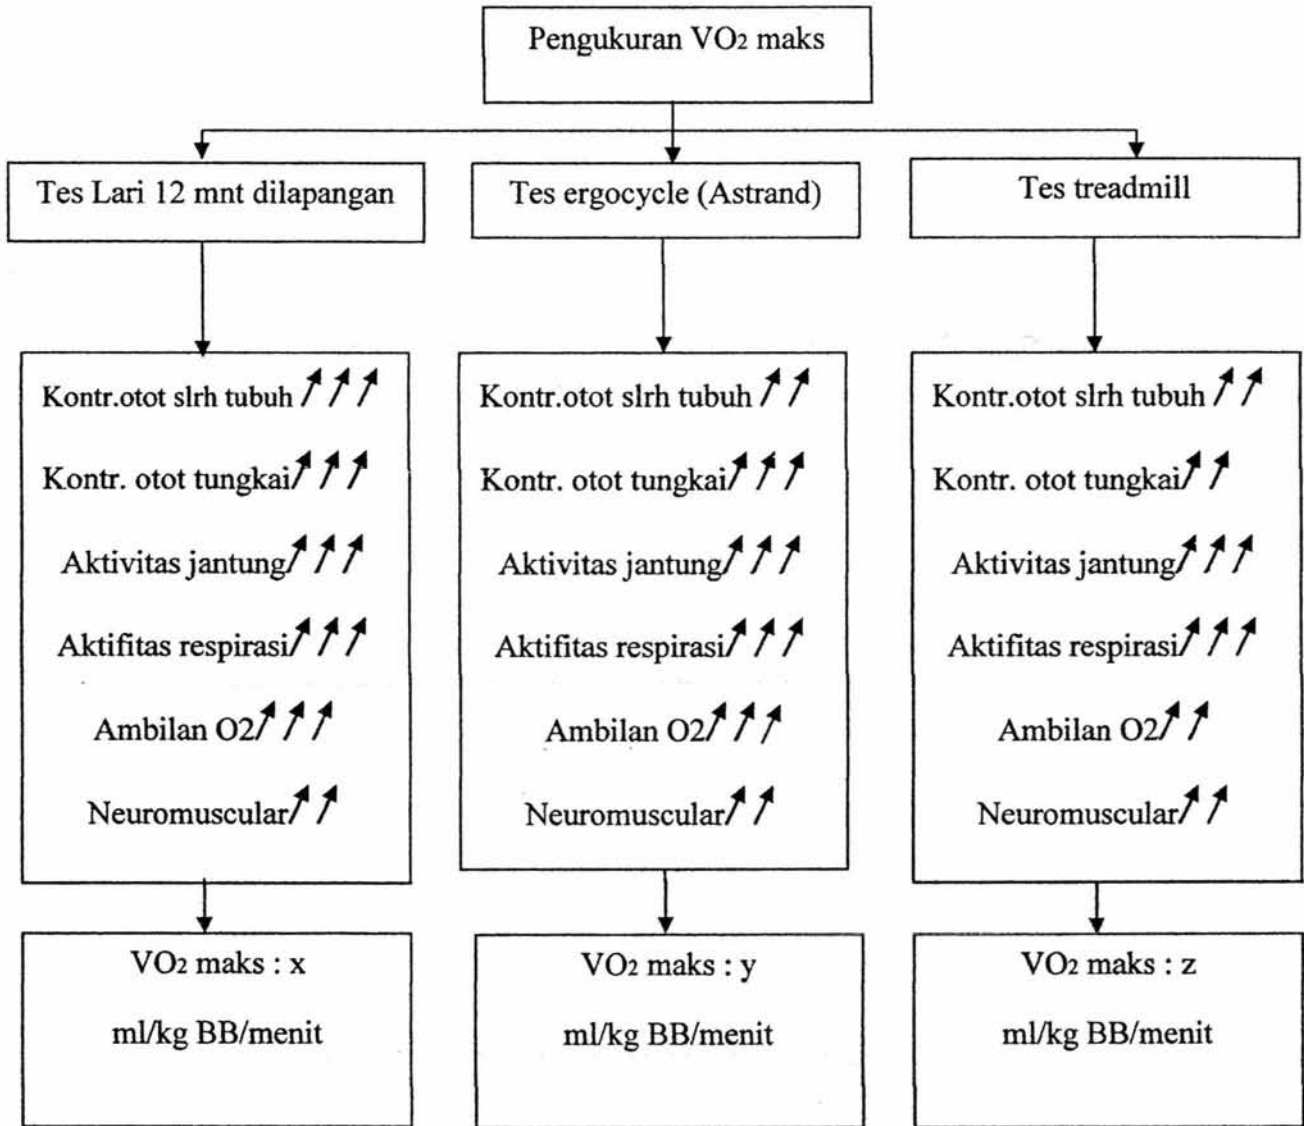 Pengukuran VO2 maks
Tes Lari 12 mnt dilapangan
Tes ergocycle (Astrand)
Tes treadmill
Kontr.otot slrh tubuh
Kontr. otot tungkai
Aktivitas jantung
Aktifitas respirasi
Ambilan O2
Neuromuscular
Kontr.otot slrh tubuh
Kontr. otot tungkai
Aktivitas jantung
Aktifitas respirasi
Ambilan O2
Neuromuscular
Kontr.otot slrh tubuh
Kontr. otot tungkai
Aktivitas jantung
Aktifitas respirasi
Ambilan O2
Neuromuscular
VO2 maks : x
ml/kg BB/menit
VO2 maks : y
ml/kg BB/menit
VO2 maks : z
ml/kg BB/menit